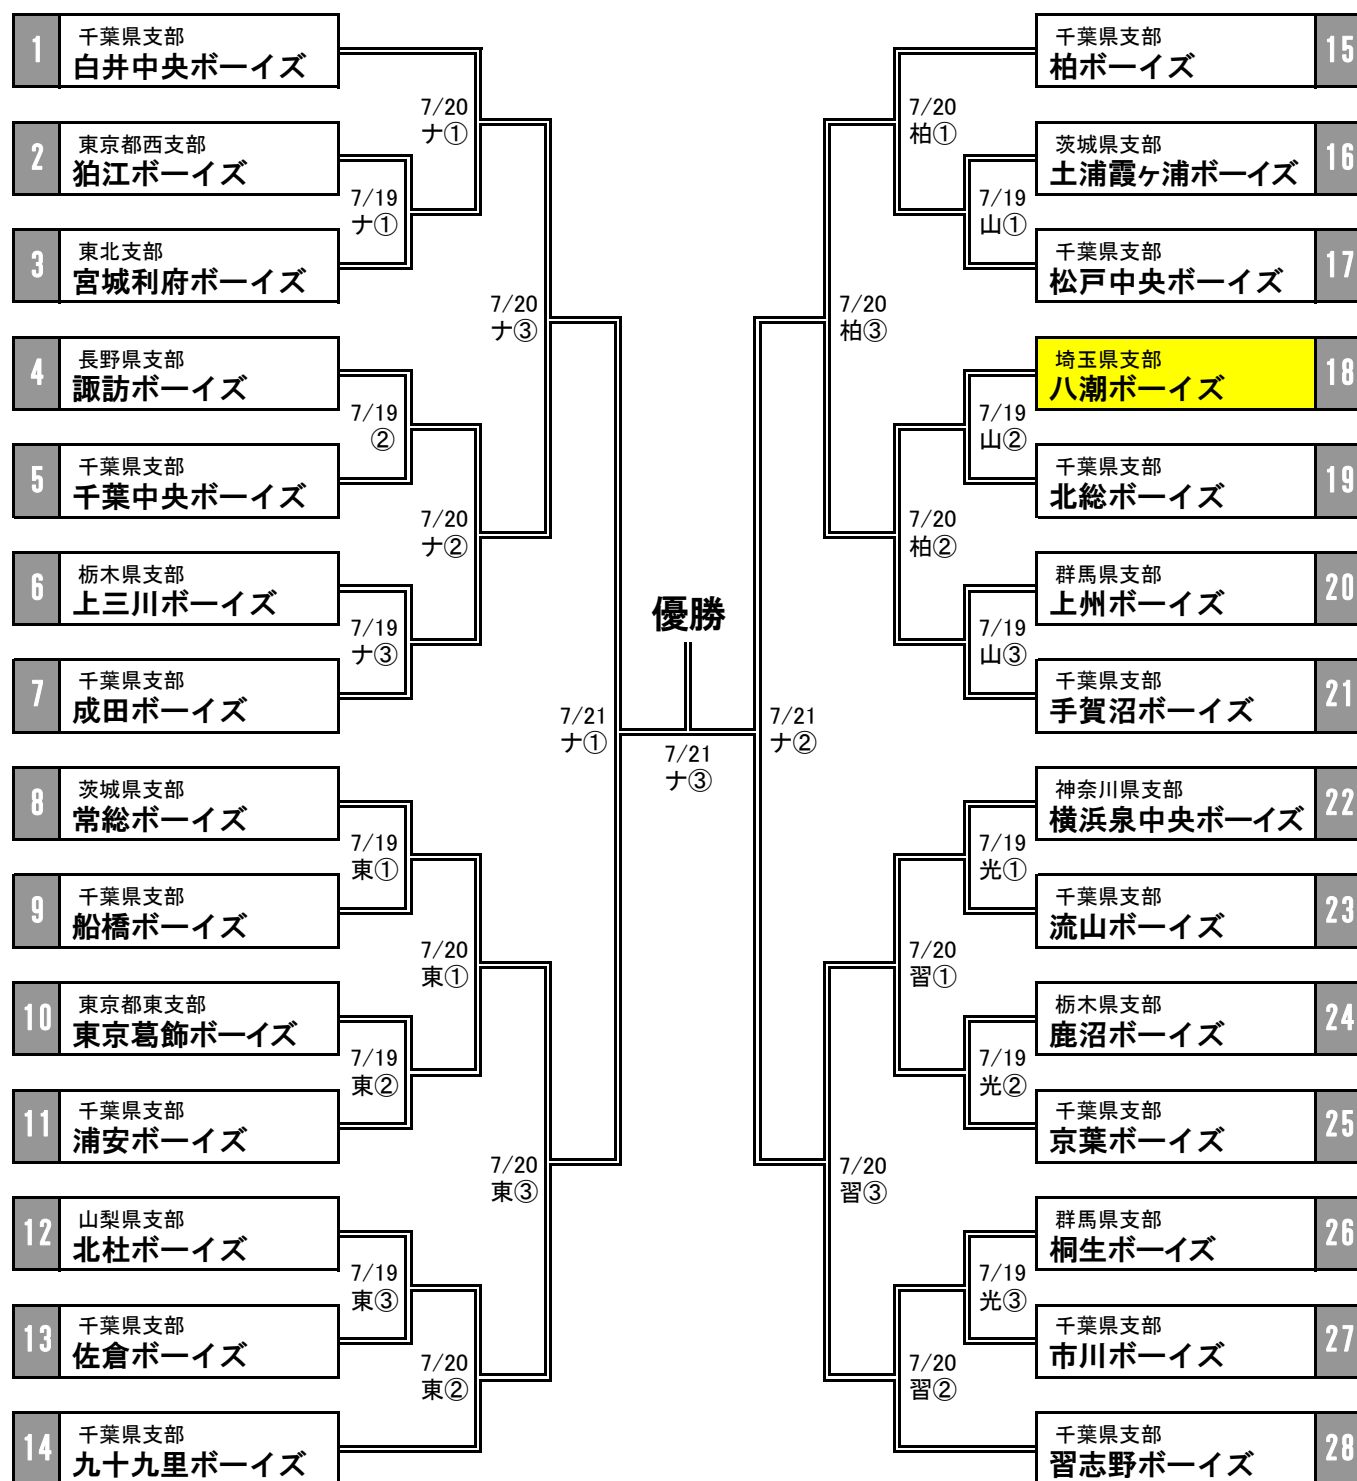 1
千葉県支部
白井中央ボーイズ
2
東京都西支部
狛江ボーイズ
3
東北支部
宮城利府ボーイズ
4
長野県支部
諏訪ボーイズ
5
千葉県支部
千葉中央ボーイズ
6
栃木県支部
上三川ボーイズ
7
千葉県支部
成田ボーイズ
8
茨城県支部
常総ボーイズ
9
千葉県支部
船橋ボーイズ
10
東京都東支部
東京葛飾ボーイズ
11
千葉県支部
浦安ボーイズ
12
山梨県支部
北杜ボーイズ
13
千葉県支部
佐倉ボーイズ
14
千葉県支部
九十九里ボーイズ
7/19
ナ①
7/19
②
7/19
ナ③
7/19
東①
7/19
東②
7/19
東③
7/20
ナ①
7/20
ナ②
7/20
東①
7/20
東②
7/20
ナ③
7/20
東③
7/21
ナ①
優勝
7/21
ナ③
7/21
ナ②
7/20
柏③
7/20
習③
7/20
柏①
7/20
柏②
7/20
習①
7/20
習②
7/19
山①
7/19
山②
7/19
山③
7/19
光①
7/19
光②
7/19
光③
千葉県支部
柏ボーイズ
15
茨城県支部
土浦霞ヶ浦ボーイズ
16
千葉県支部
松戸中央ボーイズ
17
埼玉県支部
八潮ボーイズ
18
千葉県支部
北総ボーイズ
19
群馬県支部
上州ボーイズ
20
千葉県支部
手賀沼ボーイズ
21
神奈川県支部
横浜泉中央ボーイズ
22
千葉県支部
流山ボーイズ
23
栃木県支部
鹿沼ボーイズ
24
千葉県支部
京葉ボーイズ
25
群馬県支部
桐生ボーイズ
26
千葉県支部
市川ボーイズ
27
千葉県支部
習志野ボーイズ
28